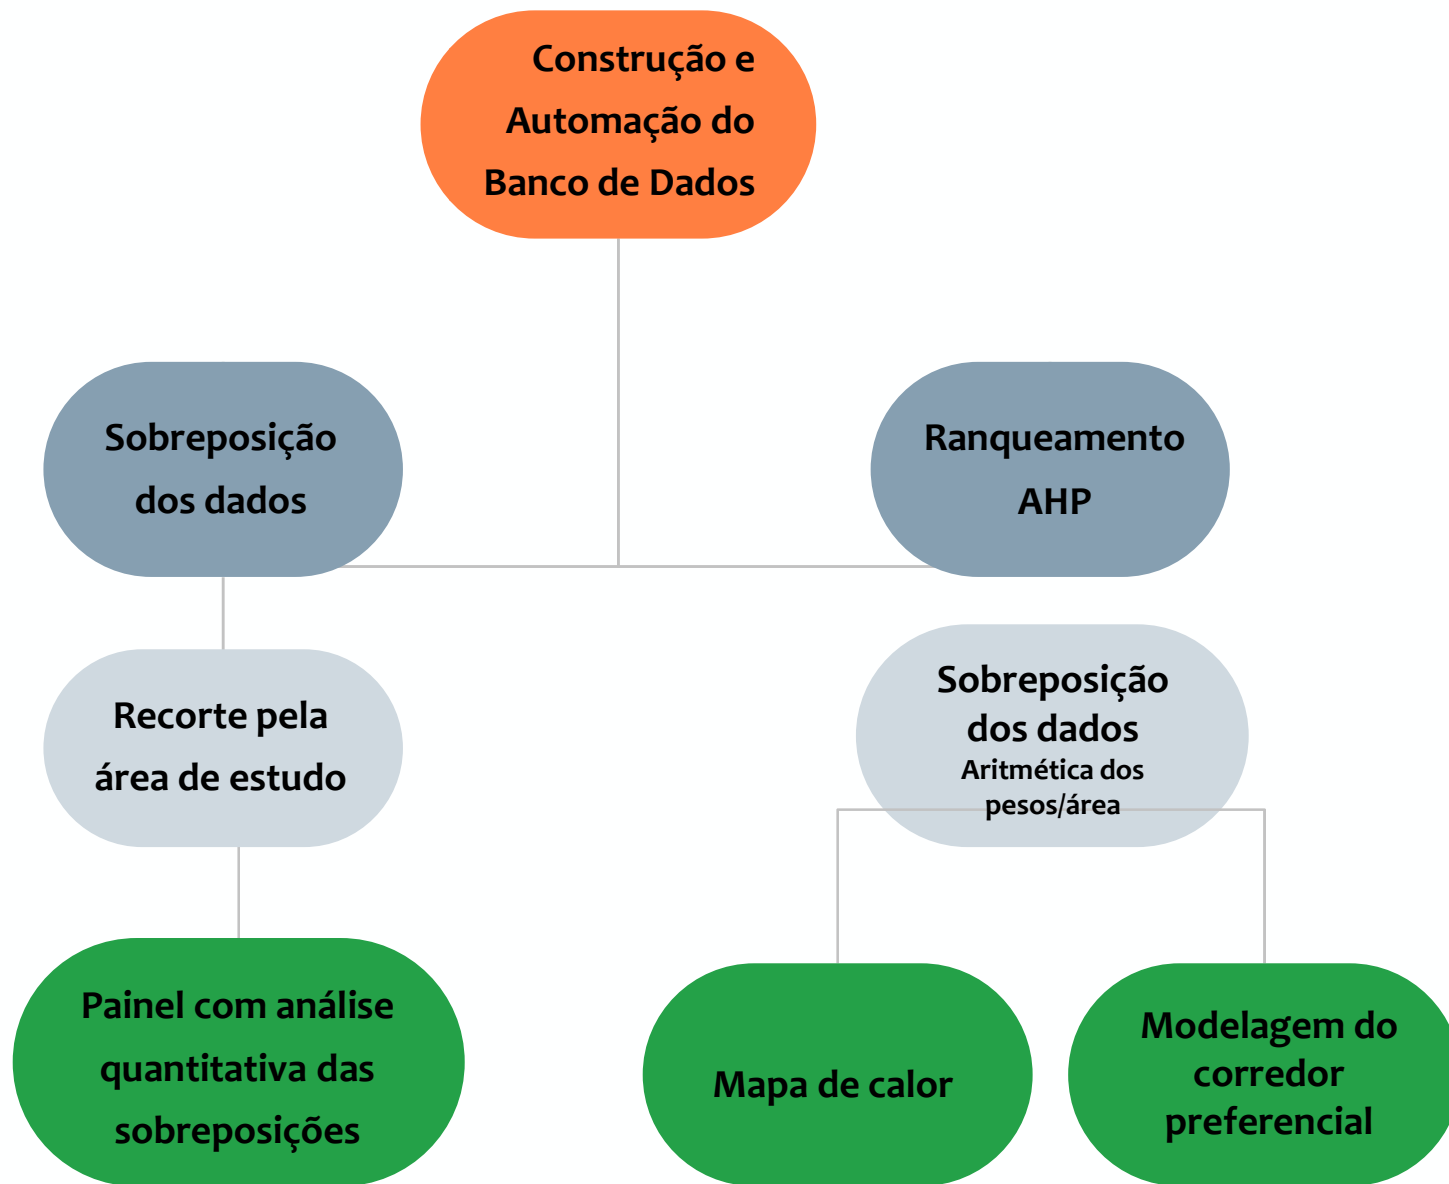 Construção e
Automação do
Banco de Dados
Sobreposição
dos dados
Ranqueamento
AHP
Recorte pela
área de estudo
Sobreposição
dos dados
Aritmética dos
pesos/área
Painel com análise
quantitativa das
sobreposições
Mapa de calor
Modelagem do
corredor
preferencial